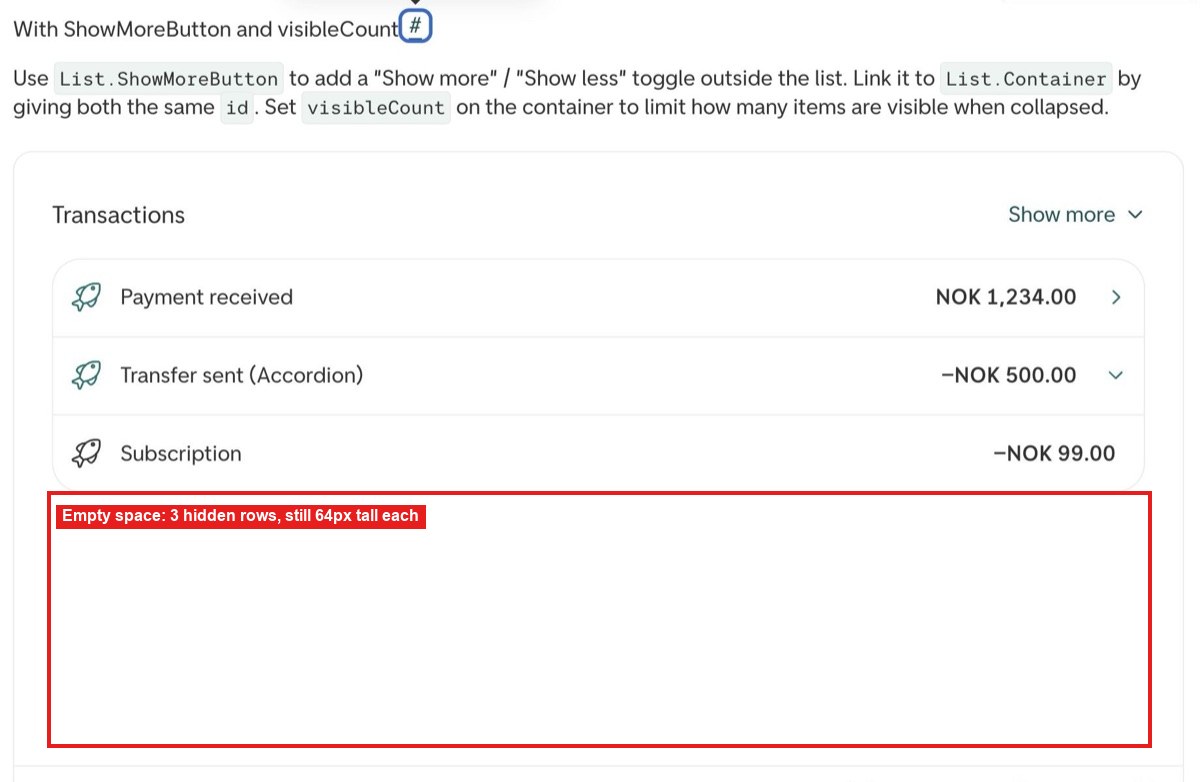 With ShowMoreButton and visibleCount #
Use List.ShowMoreButton to add a "Show more" / "Show less" toggle outside the list. Link it to List.Container by
giving both the same id. Set visibleCount on the container to limit how many items are visible when collapsed.
Transactions
Show more
Payment received
NOK 1,234.00
Transfer sent (Accordion)
−NOK 500.00
Subscription
−NOK 99.00
Empty space: 3 hidden rows, still 64px tall each